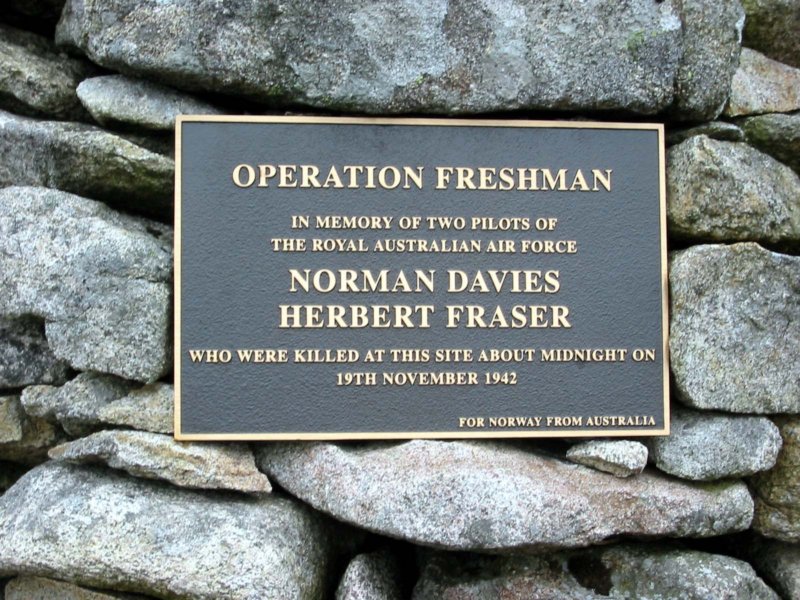 OPERATION FRESHMAN
IN MEMORY OF TWO PILOTS OF
THE ROYAL AUSTRALIAN AIR FORCE
NORMAN DAVIES
HERBERT FRASER
WHO WERE KILLED AT THIS SITE ABOUT MIDNIGHT ON
19TH NOVEMBER 1942
FOR NORWAY FROM AUSTRALIA